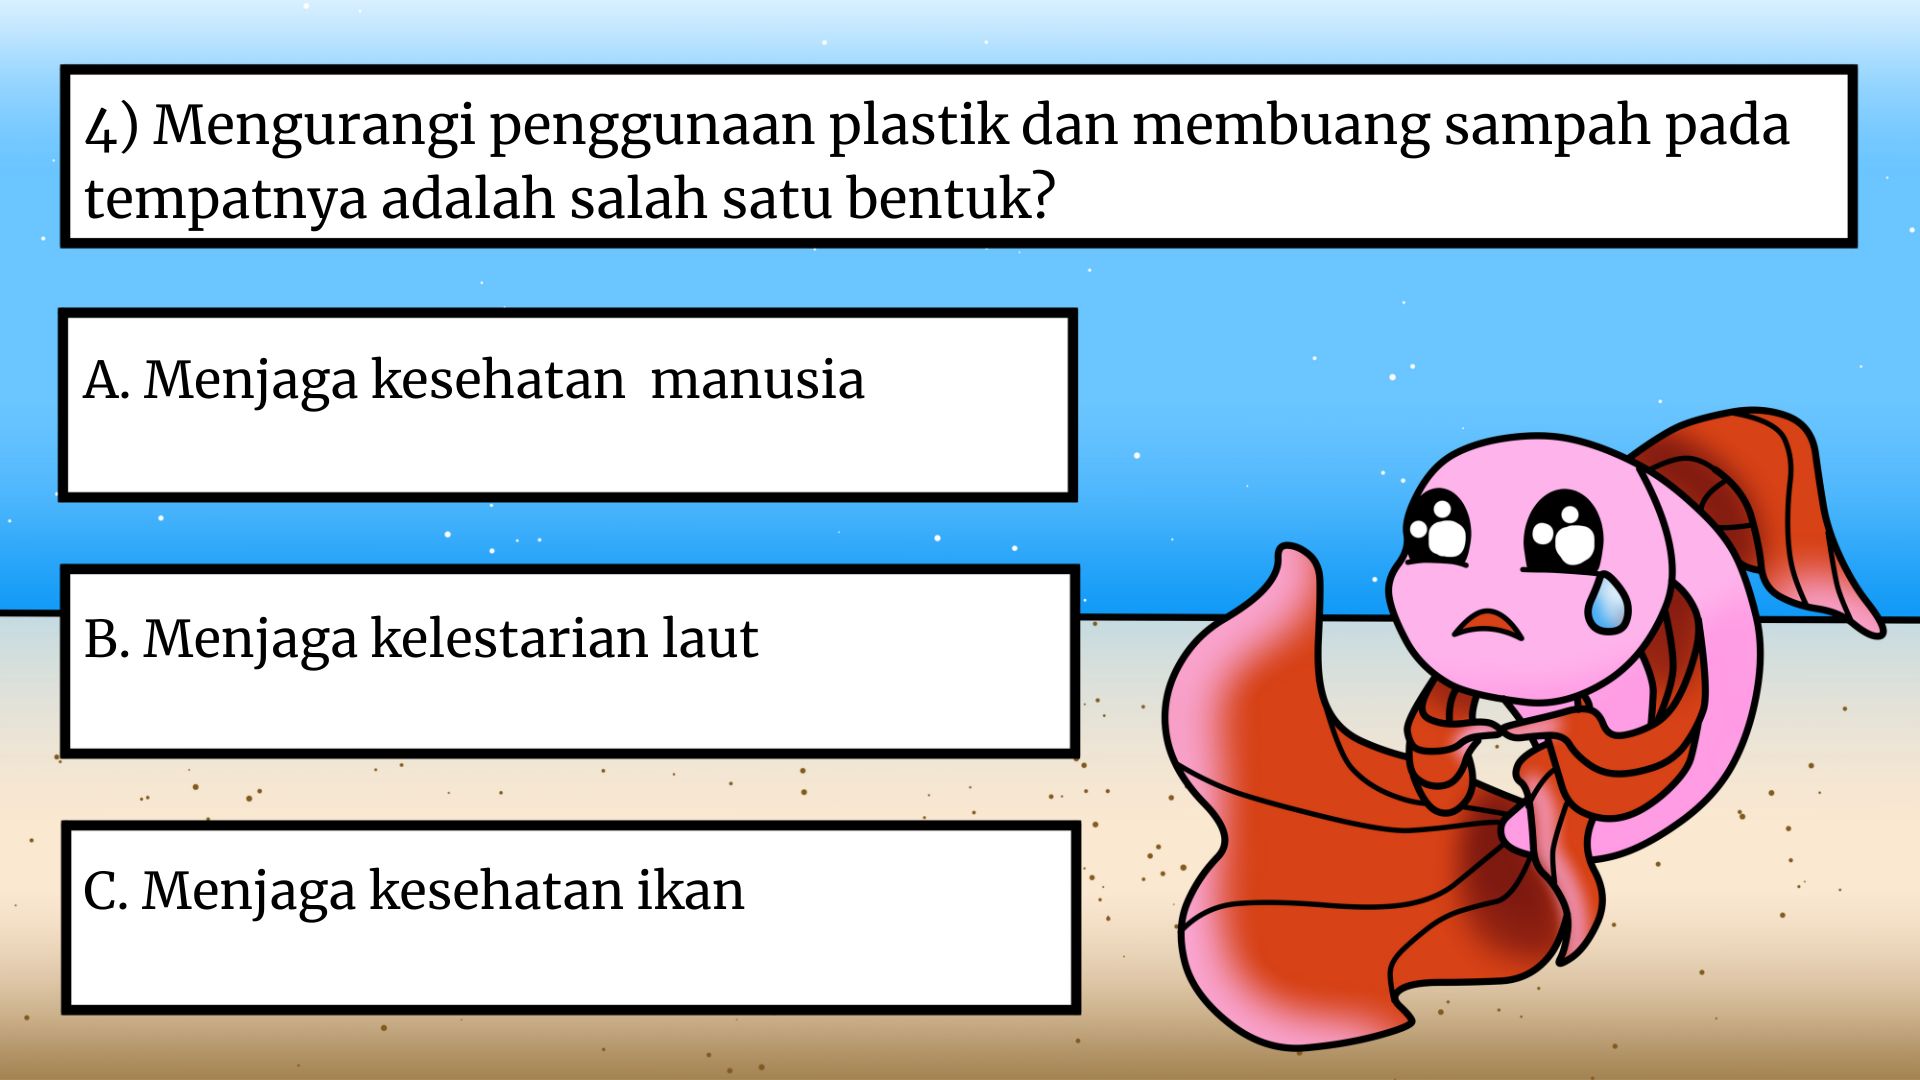 4) Mengurangi penggunaan plastik dan membuang sampah pada
tempatnya adalah salah satu bentuk?
A. Menjaga kesehatan  manusia
B. Menjaga kelestarian laut
C. Menjaga kesehatan ikan